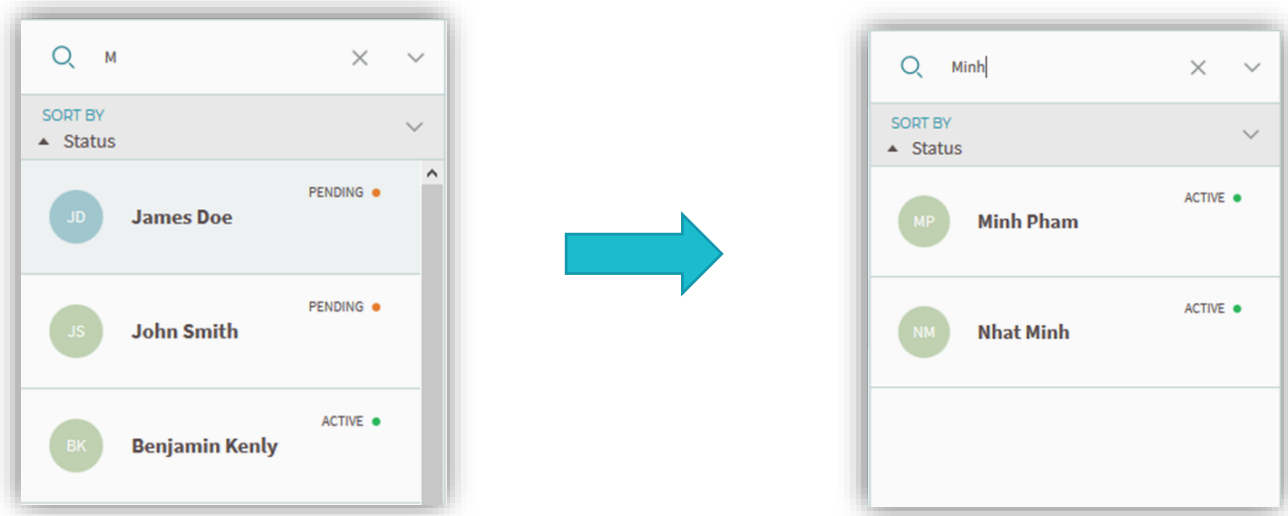 M
SORT BY
Status
PENDING
JD
James Doe
PENDING
JS
John Smith
ACTIVE
BK
Benjamin Kenly
Minh
SORT BY
Status
ACTIVE
MP
Minh Pham
ACTIVE
NM
Nhat Minh